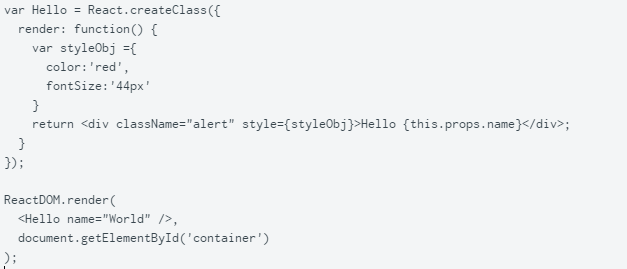 var Hello = React.createClass({
  render: function() {
    var styleObj ={
      color:'red',
      fontSize:'44px'
    }
    return <div className="alert" style={styleObj}>Hello {this.props.name}</div>;
  }
});

ReactDOM.render(
  <Hello name="World" />,
  document.getElementById('container')
);